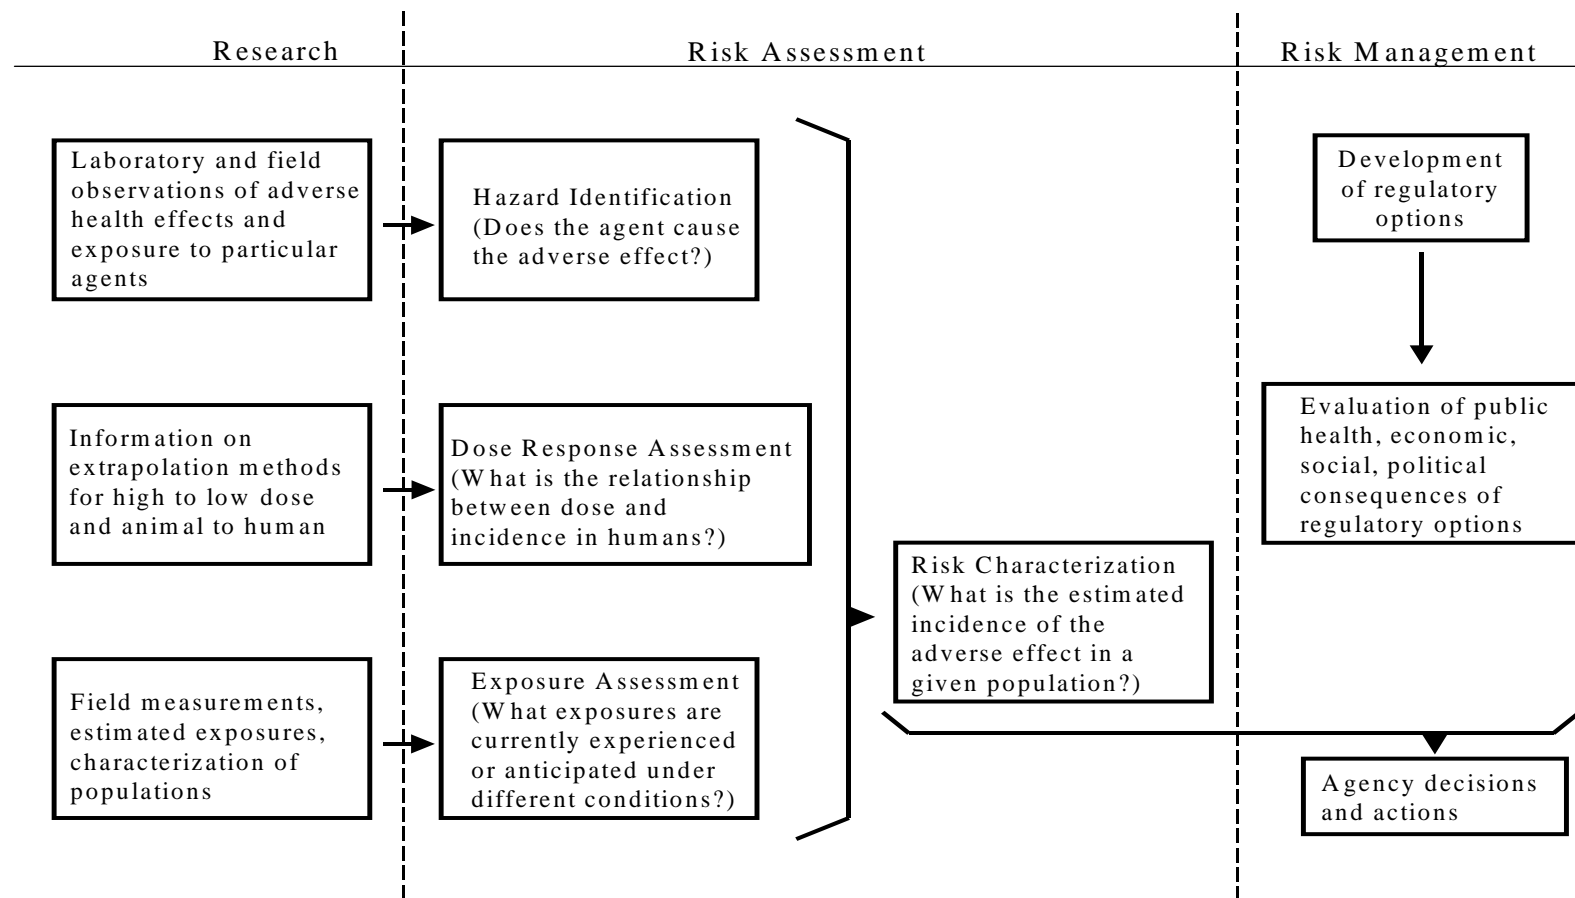 Research
Risk Assessment
Risk Management
Laboratory and field
observations of adverse
health effects and
exposure to particular
agents
Hazard Identification
(Does the agent cause
the adverse effect?)
Development
of regulatory
options
Information on
extrapolation methods
for high to low dose
and animal to human
Dose Response Assessment
(What is the relationship
between dose and
incidence in humans?)
Evaluation of public
health, economic,
social, political
consequences of
regulatory options
Risk Characterization
(What is the estimated
incidence of the
adverse effect in a
given population?)
Field measurements,
estimated exposures,
characterization of
populations
Exposure Assessment
(What exposures are
currently experienced
or anticipated under
different conditions?)
Agency decisions
and actions